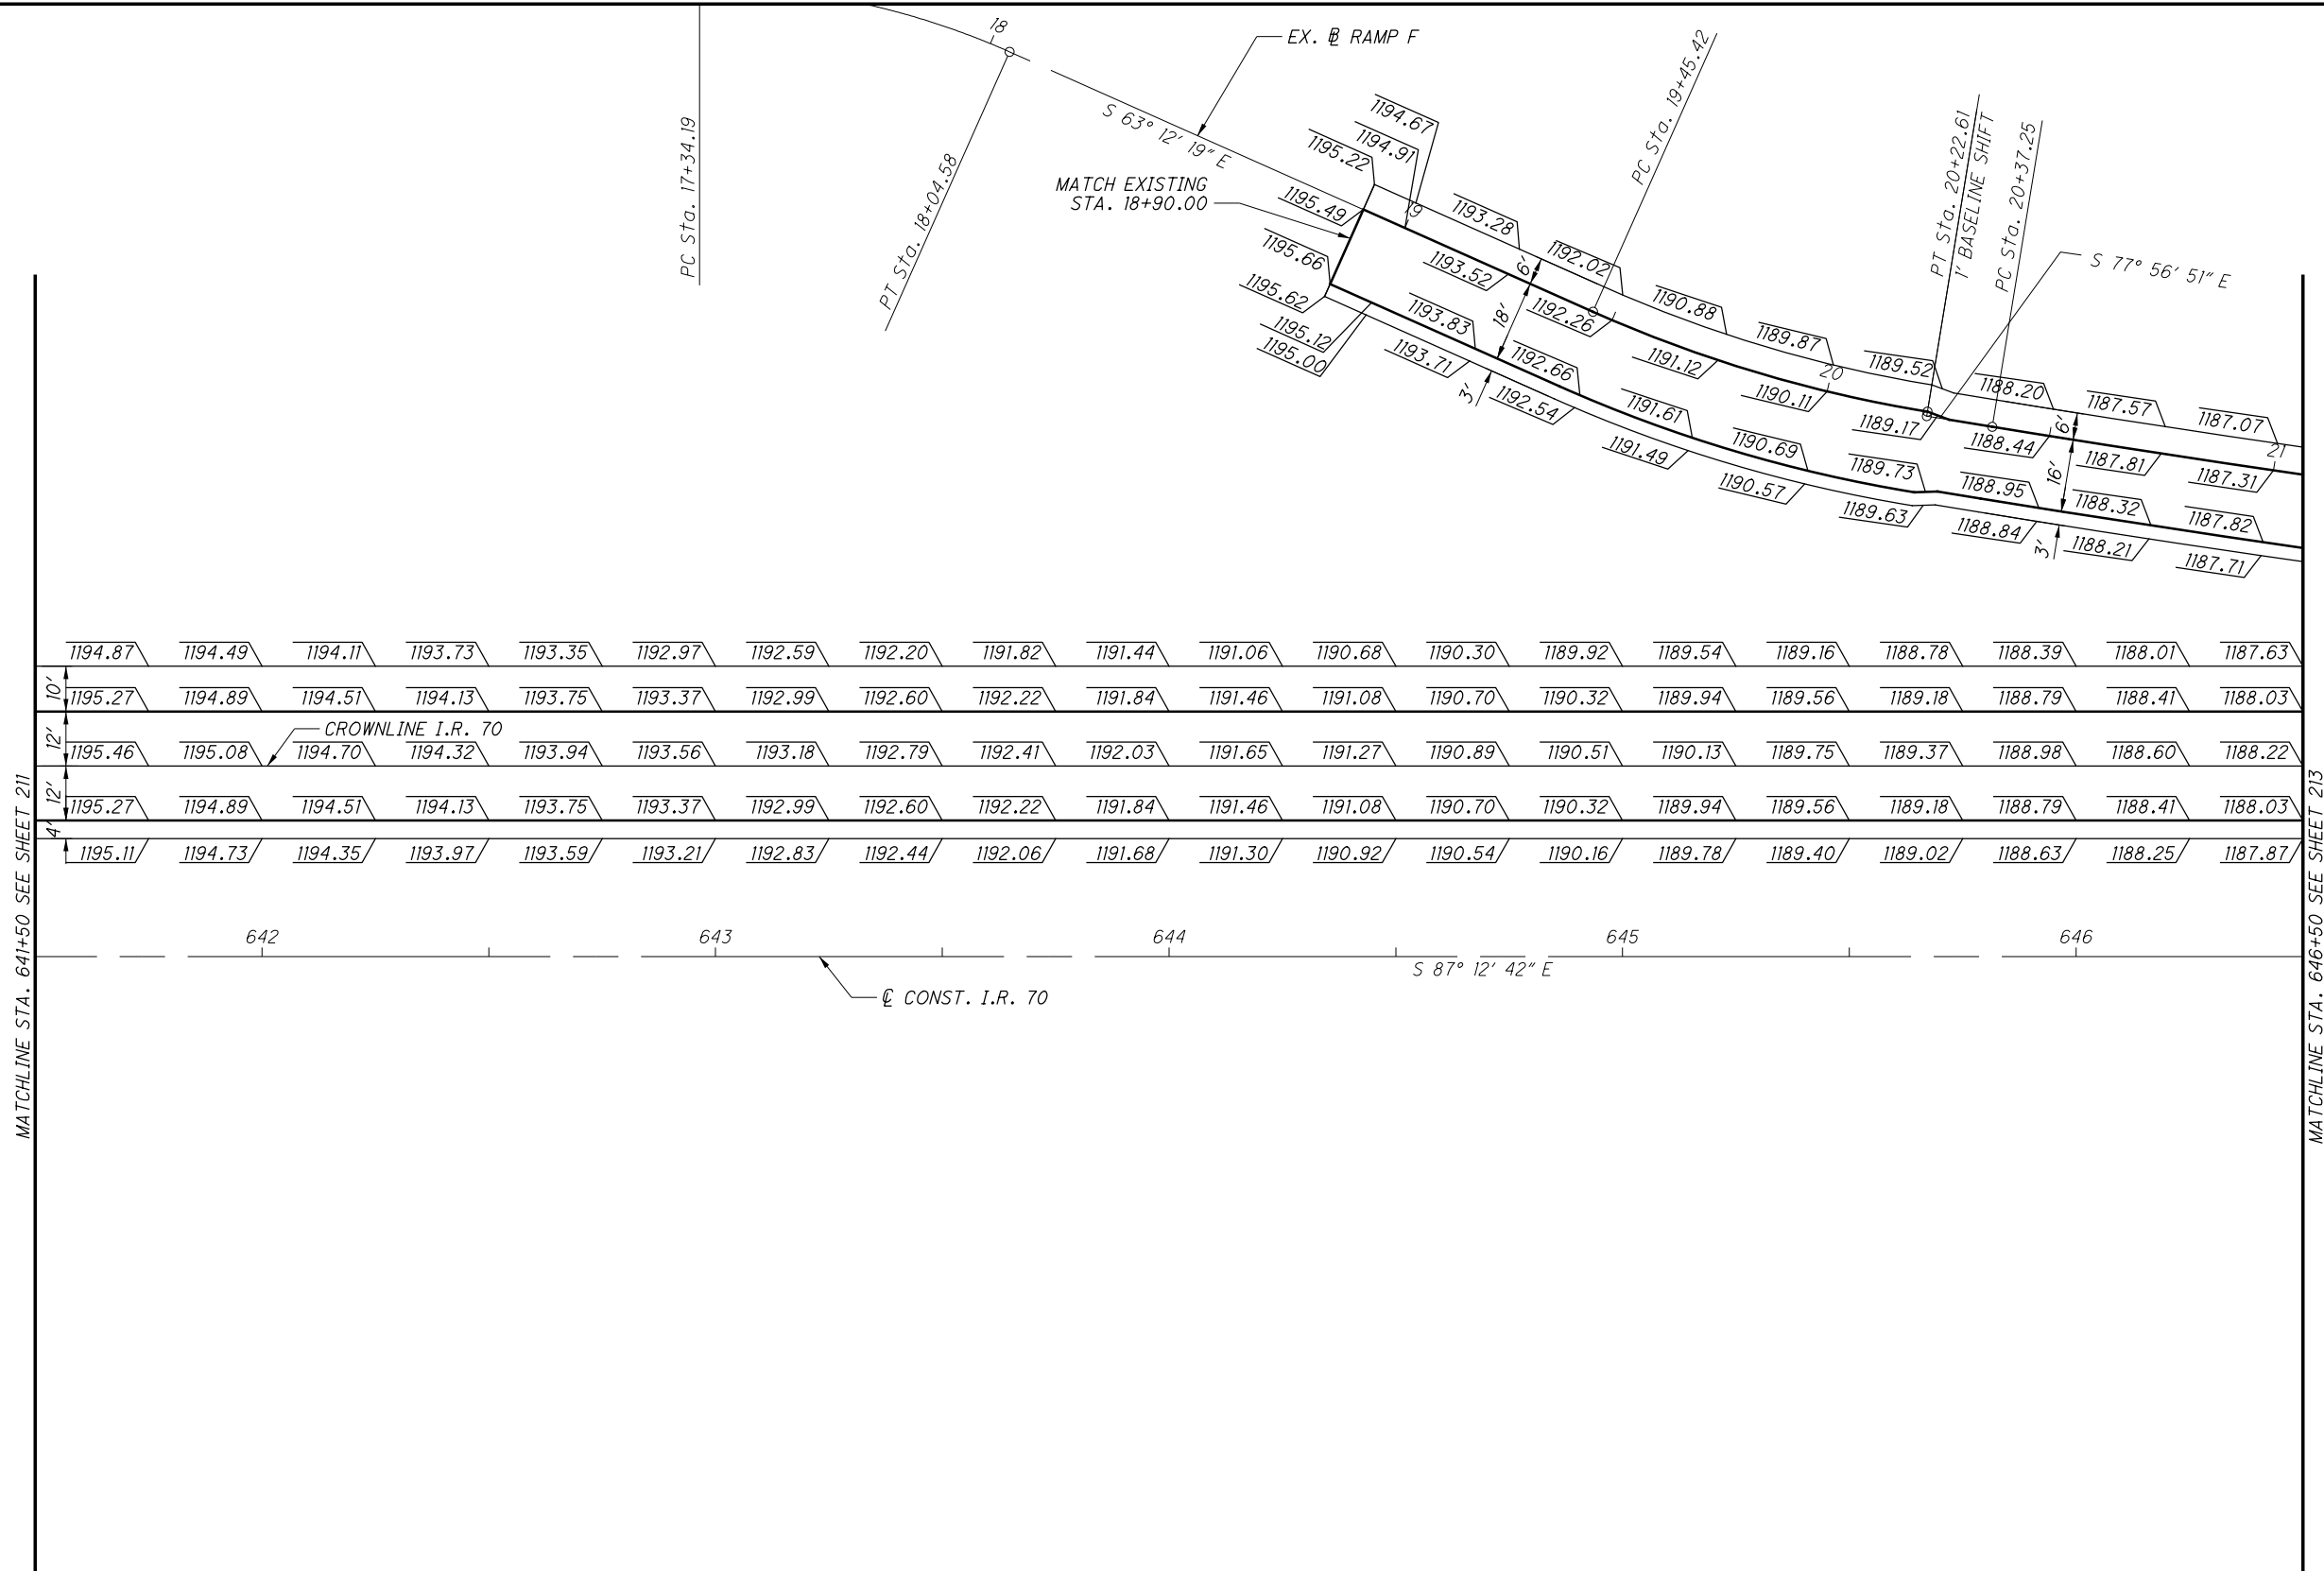 18
EX. ℄ RAMP F
S 63° 12' 19" E
PC Sta. 17+34.19
PT Sta. 18+04.58
MATCH EXISTING
STA. 18+90.00
PC Sta. 19+45.42
PT Sta. 20+22.61
1' BASELINE SHIFT
PC Sta. 20+37.25
S 77° 56' 51" E
1194.67
1194.91
1195.22
1195.49
19
1193.28
1192.02
1190.88
1189.87
1189.52
1188.20
1187.57
1187.07
1195.66
1195.62
1195.12
1195.00
1193.52
6'
1192.26
1191.12
1190.11
20
1189.17
1188.44
6'
1187.81
1187.31
21
18'
1193.83
1192.66
1191.61
1190.69
1189.73
1188.95
16'
1188.32
1187.82
1193.71
3'
1192.54
1191.49
1190.57
1189.63
1188.84
3'
1188.21
1187.71
1194.87 1194.49 1194.11 1193.73 1193.35 1192.97 1192.59 1192.20 1191.82 1191.44 1191.06 1190.68 1190.30 1189.92 1189.54 1189.16 1188.78 1188.39 1188.01 1187.63
10'
1195.27 1194.89 1194.51 1194.13 1193.75 1193.37 1192.99 1192.60 1192.22 1191.84 1191.46 1191.08 1190.70 1190.32 1189.94 1189.56 1189.18 1188.79 1188.41 1188.03
12'
CROWNLINE I.R. 70
1195.46 1195.08 1194.70 1194.32 1193.94 1193.56 1193.18 1192.79 1192.41 1192.03 1191.65 1191.27 1190.89 1190.51 1190.13 1189.75 1189.37 1188.98 1188.60 1188.22
12'
1195.27 1194.89 1194.51 1194.13 1193.75 1193.37 1192.99 1192.60 1192.22 1191.84 1191.46 1191.08 1190.70 1190.32 1189.94 1189.56 1189.18 1188.79 1188.41 1188.03
4'
1195.11 1194.73 1194.35 1193.97 1193.59 1193.21 1192.83 1192.44 1192.06 1191.68 1191.30 1190.92 1190.54 1190.16 1189.78 1189.40 1189.02 1188.63 1188.25 1187.87
642 643 644 645 646
S 87° 12' 42" E
℄ CONST. I.R. 70
MATCHLINE STA. 641+50 SEE SHEET 211
MATCHLINE STA. 646+50 SEE SHEET 213